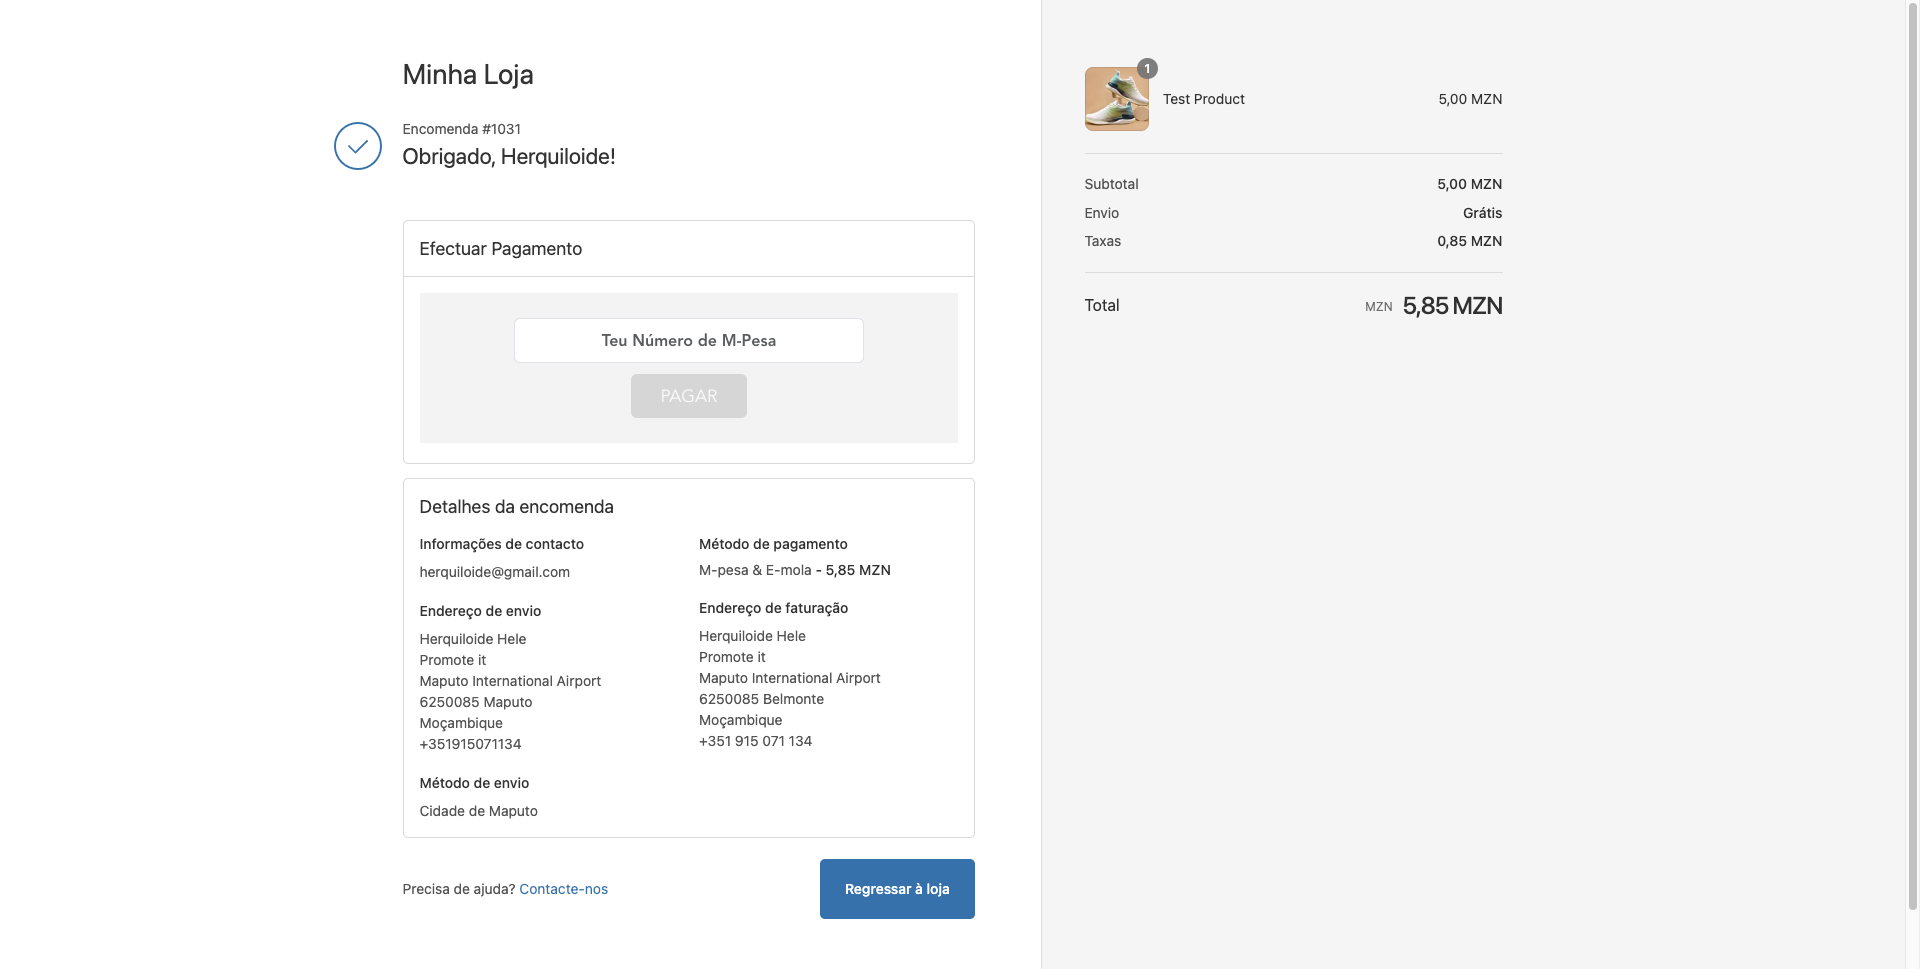 Minha Loja
Encomenda #1031
Obrigado, Herquiloide!
Efectuar Pagamento
Teu Número de M-Pesa
PAGAR
Detalhes da encomenda
Informações de contacto
herquiloide@gmail.com
Endereço de envio
Herquiloide Hele
Promote it
Maputo International Airport
6250085 Maputo
Moçambique
+351915071134
Método de envio
Cidade de Maputo
Método de pagamento
M-pesa & E-mola - 5,85 MZN
Endereço de faturação
Herquiloide Hele
Promote it
Maputo International Airport
6250085 Belmonte
Moçambique
+351 915 071 134
Precisa de ajuda? Contacte-nos
Regressar à loja
1
Test Product 5,00 MZN
Subtotal 5,00 MZN
Envio Grátis
Taxas 0,85 MZN
Total MZN 5,85 MZN